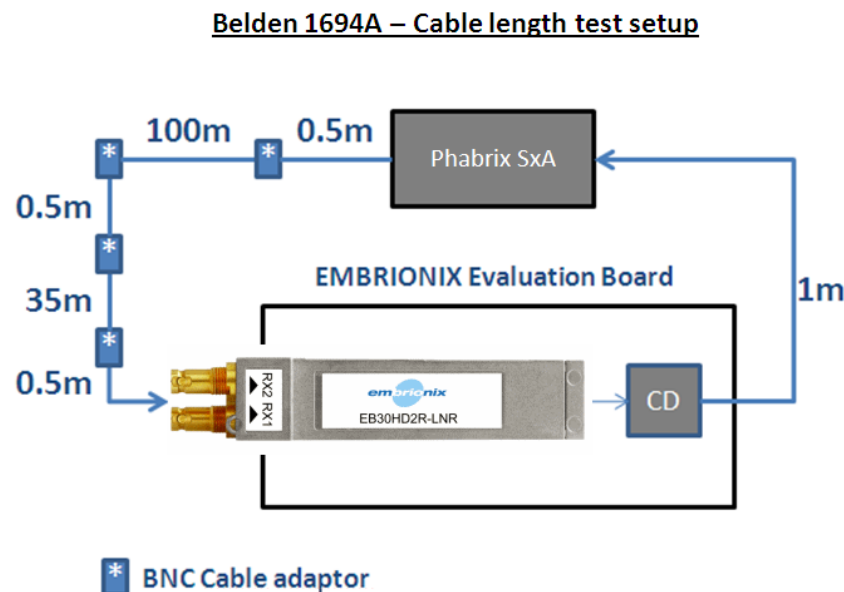 Belden 1694A – Cable length test setup
100m
0.5m
Phabrix SxA
0.5m
35m
0.5m
EMBRIONIX Evaluation Board
1m
RX2 RX1
embrionix
EB30HD2R-LNR
CD
* BNC Cable adaptor